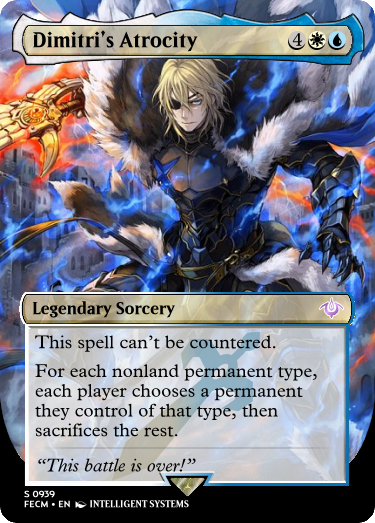 Dimitri's Atrocity 4
Legendary Sorcery
This spell can't be countered.
For each nonland permanent type,
each player chooses a permanent
they control of that type, then
sacrifices the rest.
"This battle is over!"
S 0939
FECM • EN INTELLIGENT SYSTEMS